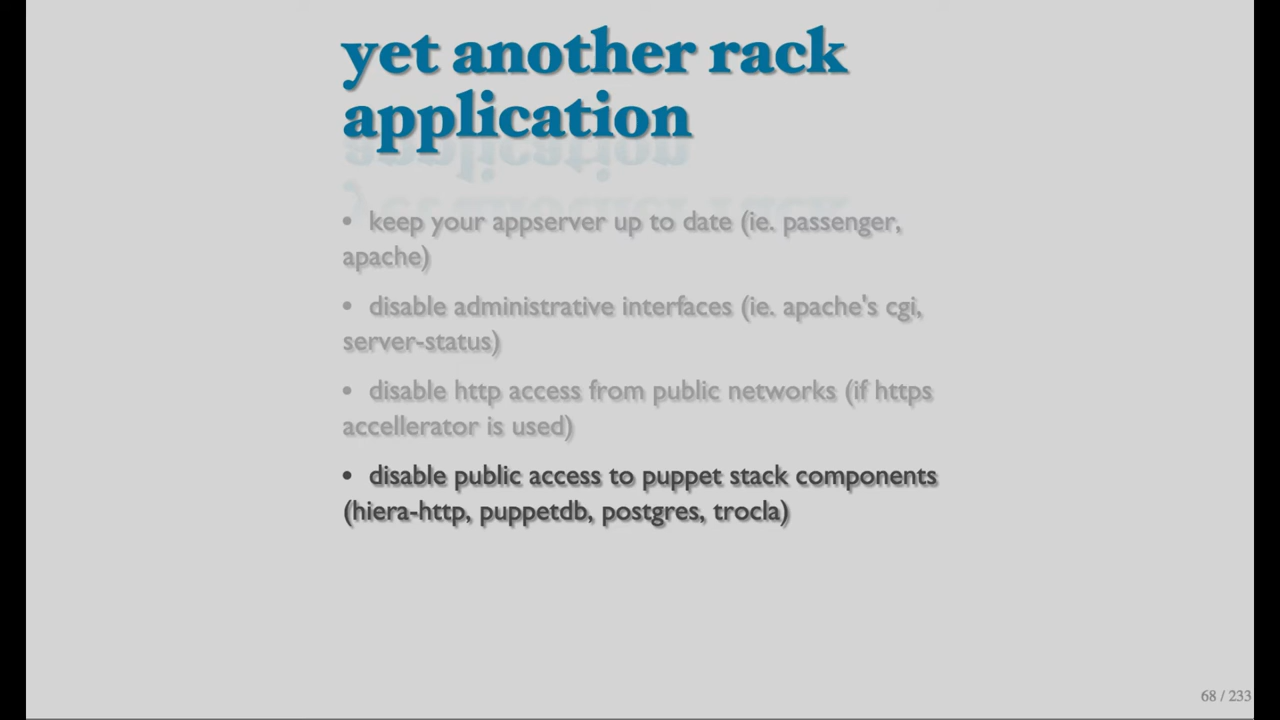 yet another rack
application
• keep your appserver up to date (ie. passenger,
apache)
• disable administrative interfaces (ie. apache's cgi,
server-status)
• disable http access from public networks (if https
accellerator is used)
• disable public access to puppet stack components
(hiera-http, puppetdb, postgres, trocla)
68 / 233